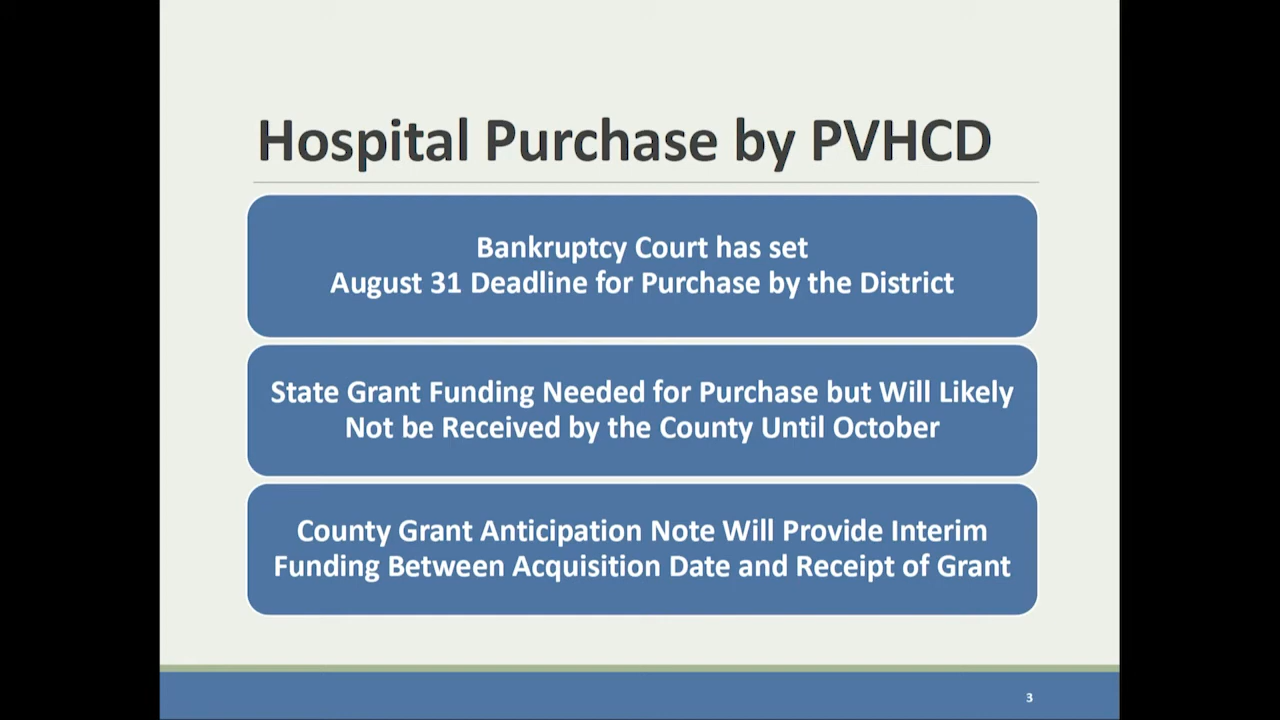 Hospital Purchase by PVHCD
Bankruptcy Court has set
August 31 Deadline for Purchase by the District
State Grant Funding Needed for Purchase but Will Likely
Not be Received by the County Until October
County Grant Anticipation Note Will Provide Interim
Funding Between Acquisition Date and Receipt of Grant
3